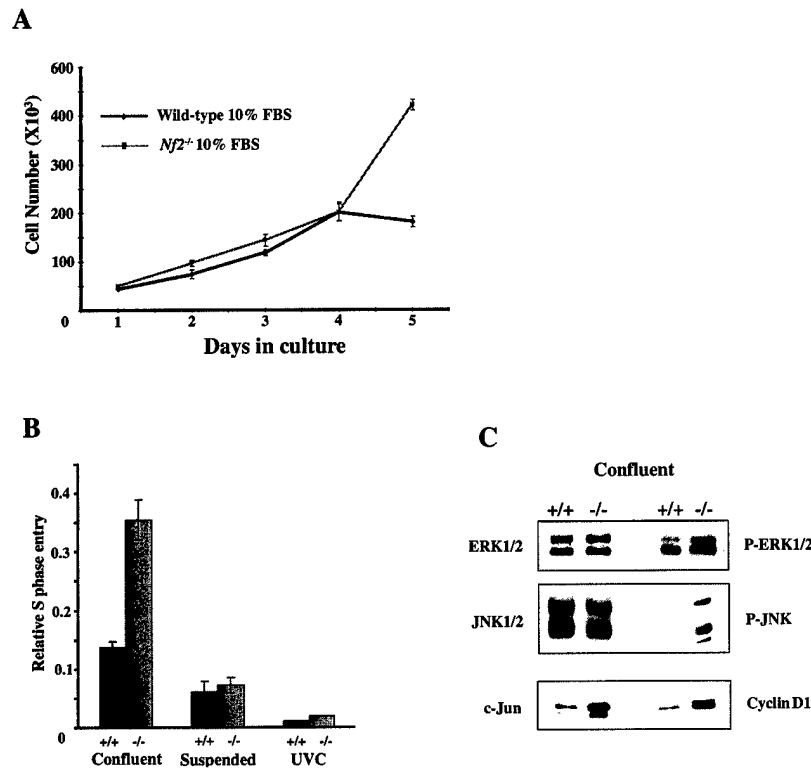 A
600
400
300
200
100
0
Cell Number (X10³)
Wild-type 10% FBS
Nf2-/- 10% FBS
1 2 3 4 5
Days in culture
B
0.4
0.3
0.2
0.1
0
Relative S phase entry
+/+ -/- +/+ -/- +/+ -/-
Confluent Suspended UVC
C
Confluent
+/+ -/- +/+ -/-
ERK1/2 P-ERK1/2
JNK1/2 P-JNK
c-Jun Cyclin D1